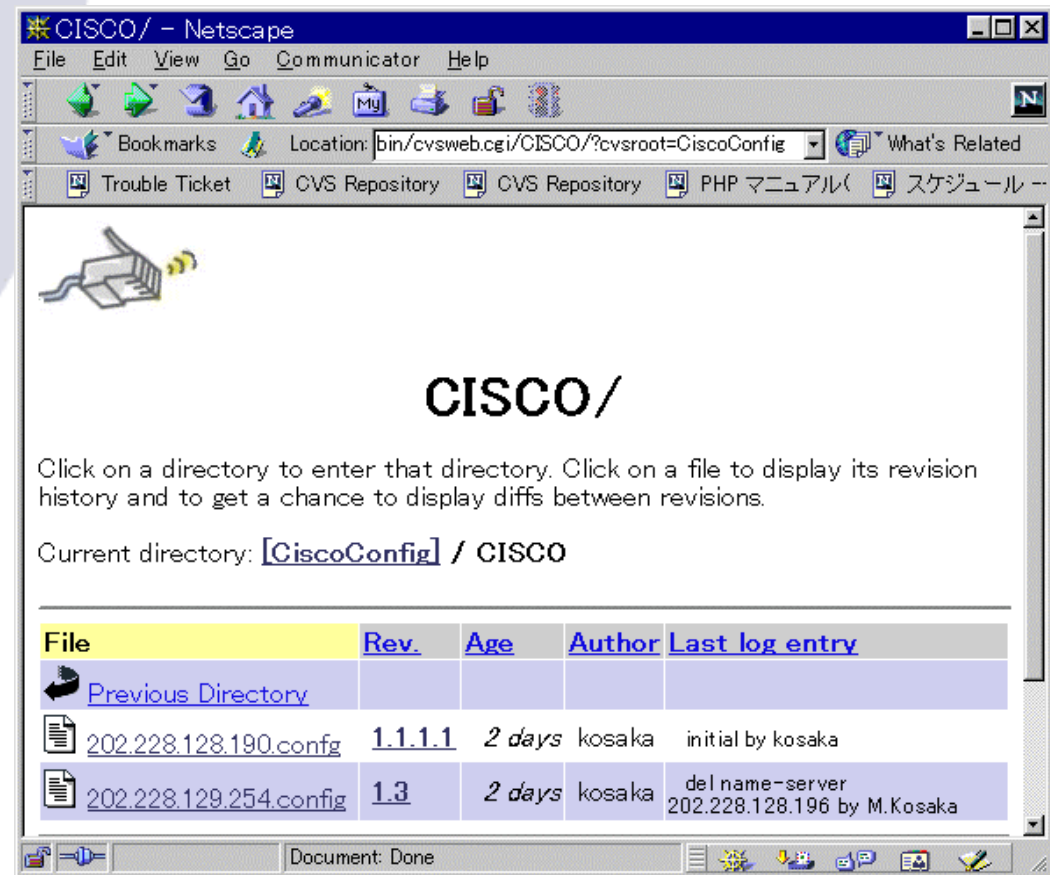 CISCO/ - Netscape
File Edit View Go Communicator Help
My
N
Bookmarks Location: bin/cvsweb.cgi/CISCO/?cvsroot=CiscoConfig What's Related
Trouble Ticket CVS Repository CVS Repository PHP マニュアル( スケジュール --
CISCO/
Click on a directory to enter that directory. Click on a file to display its revision
history and to get a chance to display diffs between revisions.
Current directory: [CiscoConfig] / CISCO
File Rev. Age Author Last log entry
Previous Directory
202.228.128.190.confg 1.1.1.1 2 days kosaka initial by kosaka
202.228.129.254.config 1.3 2 days kosaka del name-server
202.228.128.196 by M.Kosaka
Document: Done